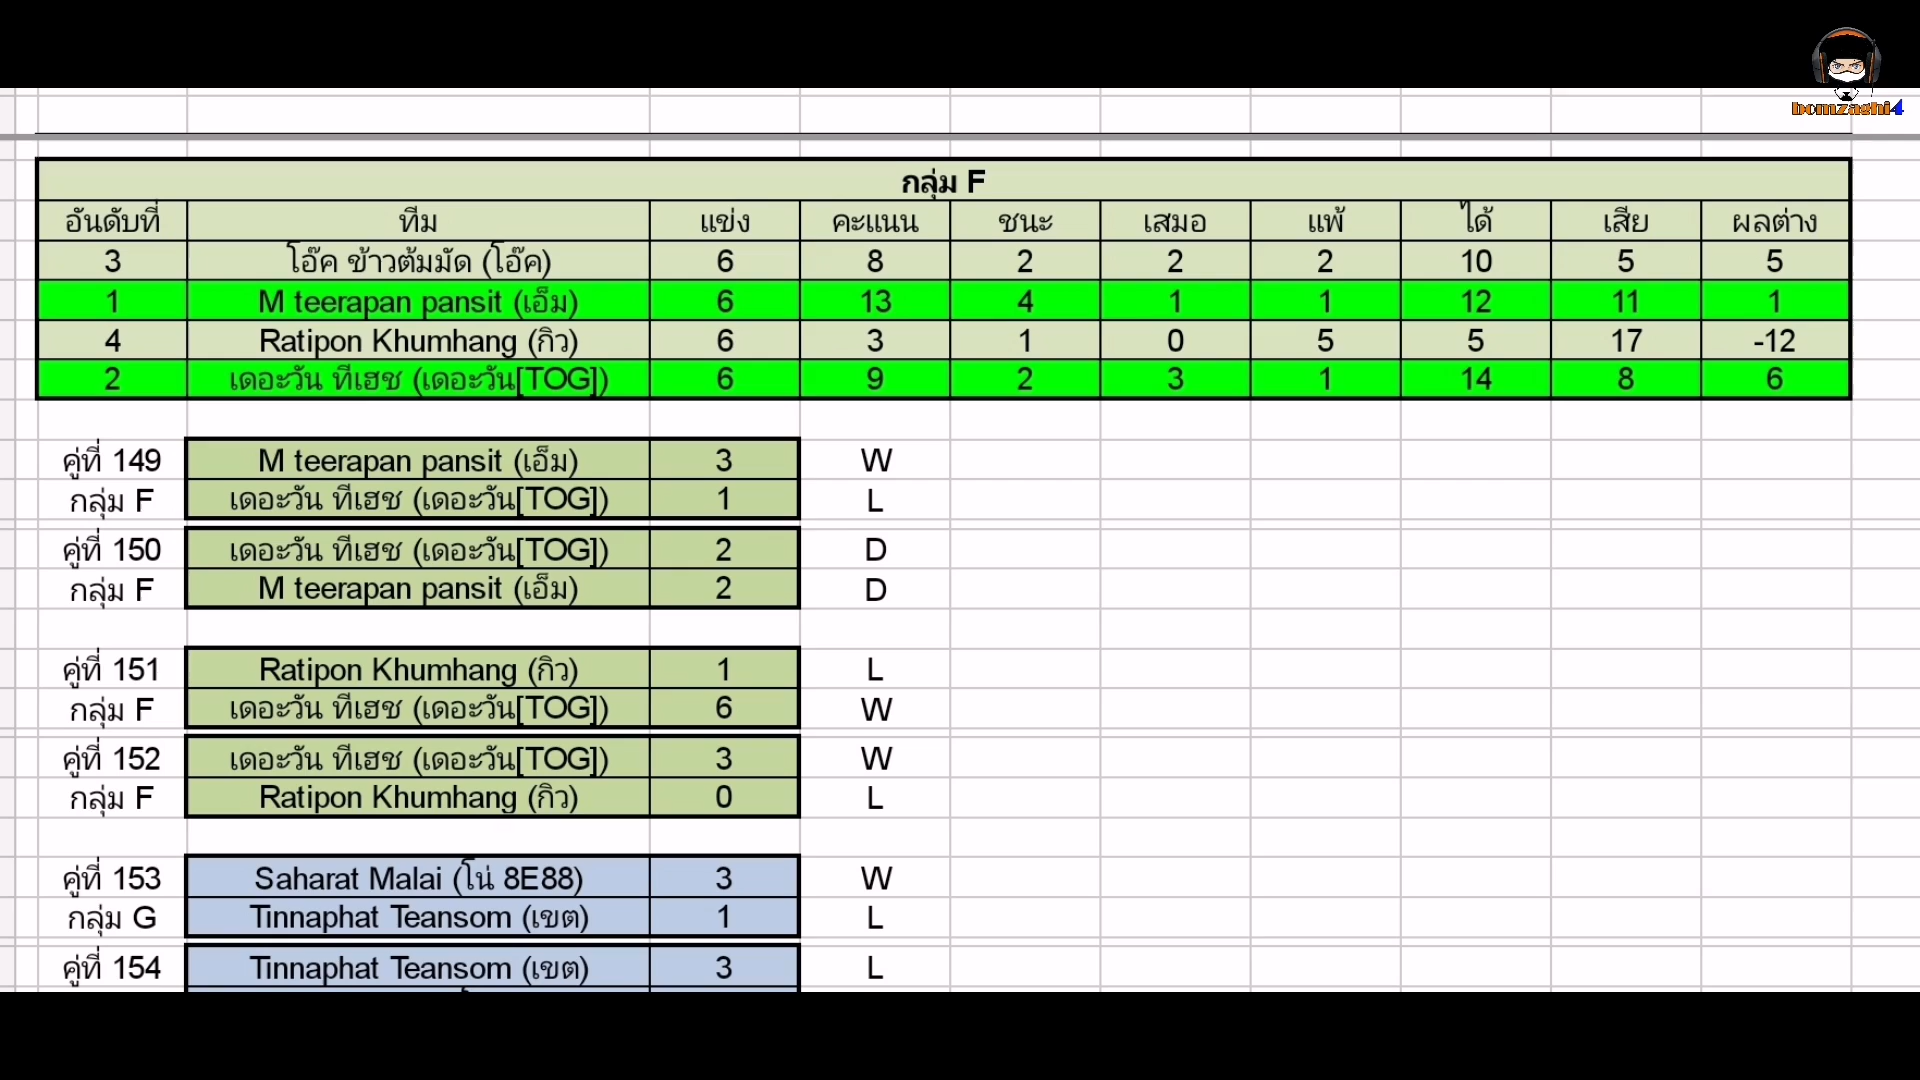 bomzaghi4
กลุ่ม F
อันดับที่ ทีม แข่ง คะแนน ชนะ เสมอ แพ้ ได้ เสีย ผลต่าง
3 โอ๊ค ข้าวต้มมัด (โอ๊ค) 6 8 2 2 2 10 5 5
1 M teerapan pansit (เอ็ม) 6 13 4 1 1 12 11 1
4 Ratipon Khumhang (กิว) 6 3 1 0 5 5 17 -12
2 เดอะวัน ทีเฮช (เดอะวัน[TOG]) 6 9 2 3 1 14 8 6
คู่ที่ 149 M teerapan pansit (เอ็ม) 3 W
กลุ่ม F เดอะวัน ทีเฮช (เดอะวัน[TOG]) 1 L
คู่ที่ 150 เดอะวัน ทีเฮช (เดอะวัน[TOG]) 2 D
กลุ่ม F M teerapan pansit (เอ็ม) 2 D
คู่ที่ 151 Ratipon Khumhang (กิว) 1 L
กลุ่ม F เดอะวัน ทีเฮช (เดอะวัน[TOG]) 6 W
คู่ที่ 152 เดอะวัน ทีเฮช (เดอะวัน[TOG]) 3 W
กลุ่ม F Ratipon Khumhang (กิว) 0 L
คู่ที่ 153 Saharat Malai (โน่ 8E88) 3 W
กลุ่ม G Tinnaphat Teansom (เขต) 1 L
คู่ที่ 154 Tinnaphat Teansom (เขต) 3 L